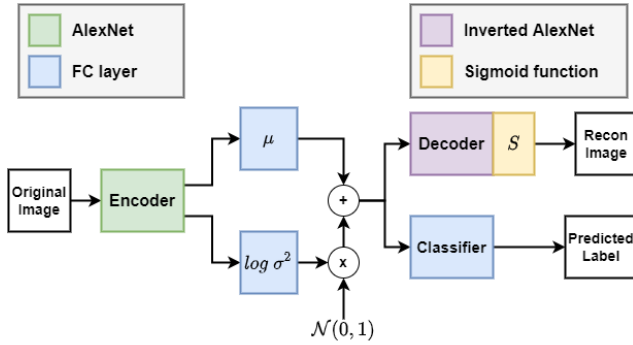 AlexNet
FC layer
Inverted AlexNet
Sigmoid function
Original
Image
Encoder
μ
log σ²
+
x
𝒩(0, 1)
Decoder
S
Recon
Image
Classifier
Predicted
Label